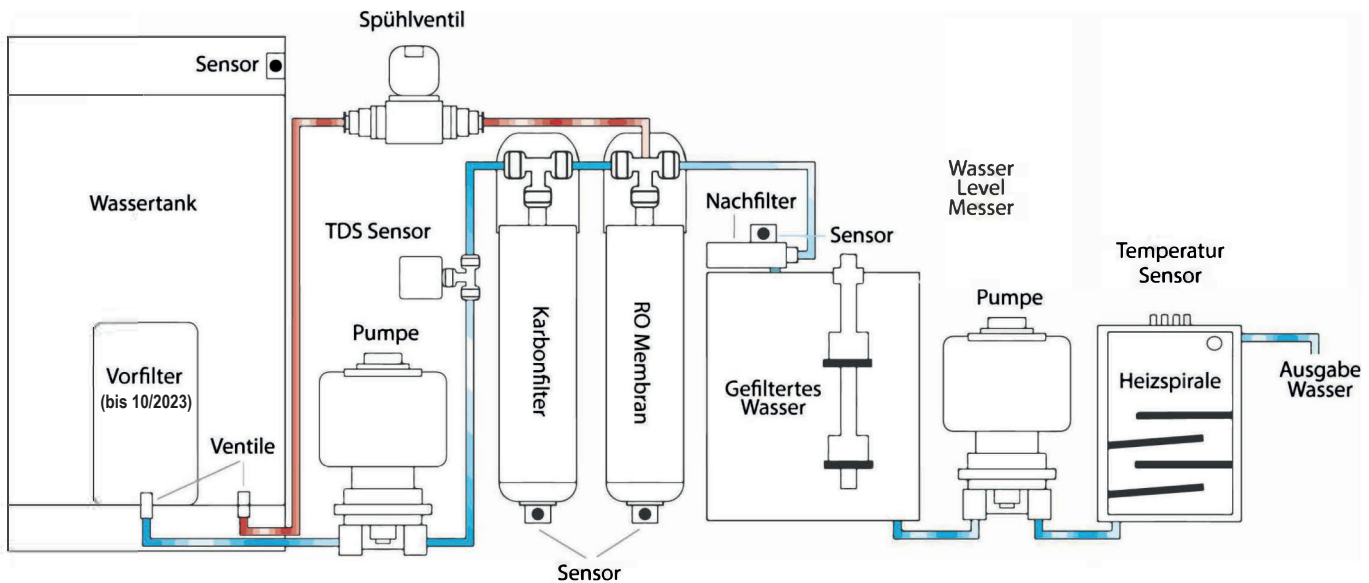 Spühlventil
Sensor
Wassertank
TDS Sensor
Pumpe
Vorfilter
(bis 10/2023)
Ventile
Karbonfilter
RO Membran
Sensor
Nachfilter
Sensor
Gefiltertes
Wasser
Wasser
Level
Messer
Pumpe
Temperatur
Sensor
Heizspirale
Ausgabe
Wasser